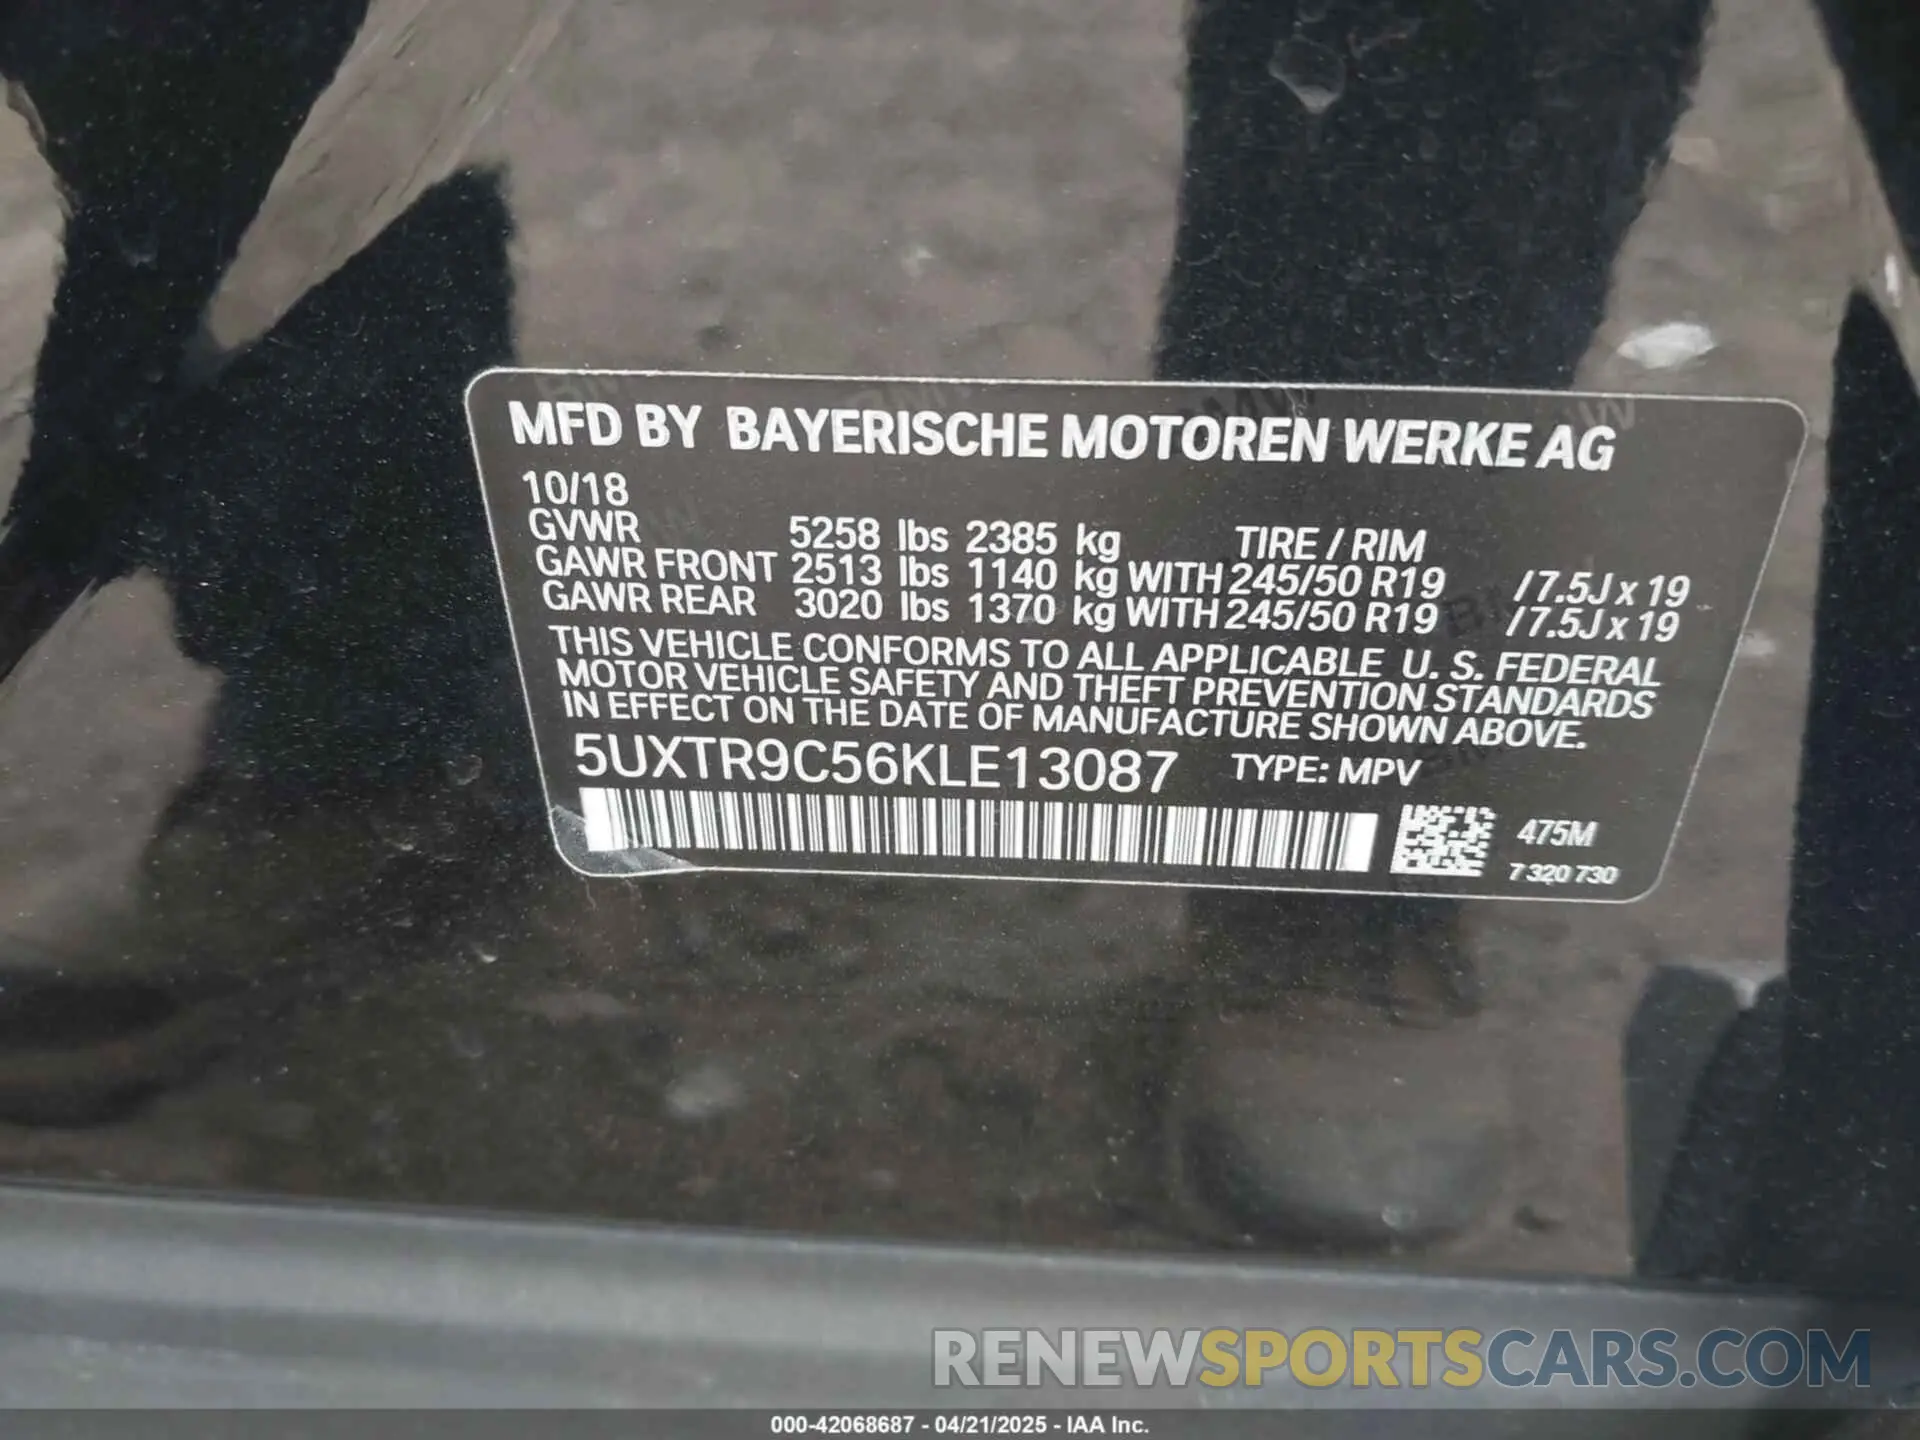 MFD BY BAYERISCHE MOTOREN WERKE AG
10/18
GVWR 5258 lbs 2385 kg TIRE / RIM
GAWR FRONT 2513 lbs 1140 kg WITH 245/50 R19 / 7.5J x 19
GAWR REAR 3020 lbs 1370 kg WITH 245/50 R19 / 7.5J x 19
THIS VEHICLE CONFORMS TO ALL APPLICABLE U. S. FEDERAL
MOTOR VEHICLE SAFETY AND THEFT PREVENTION STANDARDS
IN EFFECT ON THE DATE OF MANUFACTURE SHOWN ABOVE.
5UXTR9C56KLE13087 TYPE: MPV
475M
7 320 730
RENEWSPORTSCARS.COM
000-42068687 - 04/21/2025 - IAA Inc.